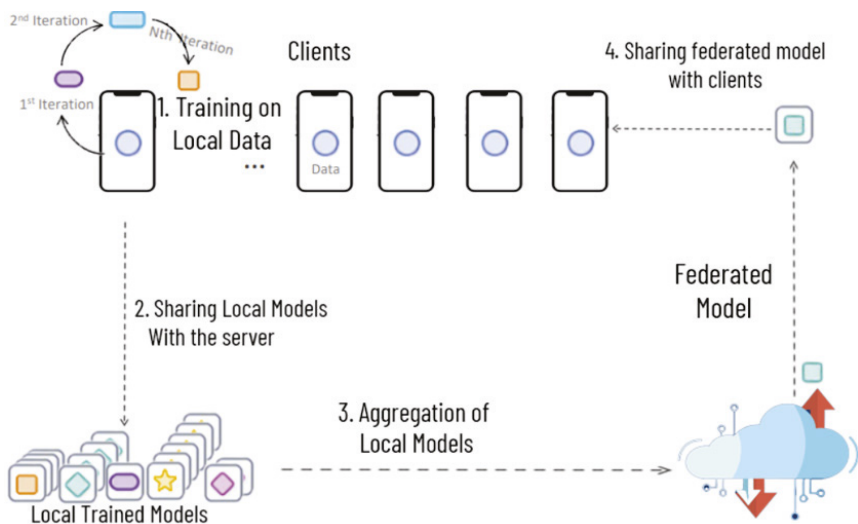 2nd Iteration
Nth Iteration
1st Iteration
Clients
1. Training on
Local Data
...
Data
4. Sharing federated model
with clients
2. Sharing Local Models
With the server
Federated
Model
3. Aggregation of
Local Models
Local Trained Models